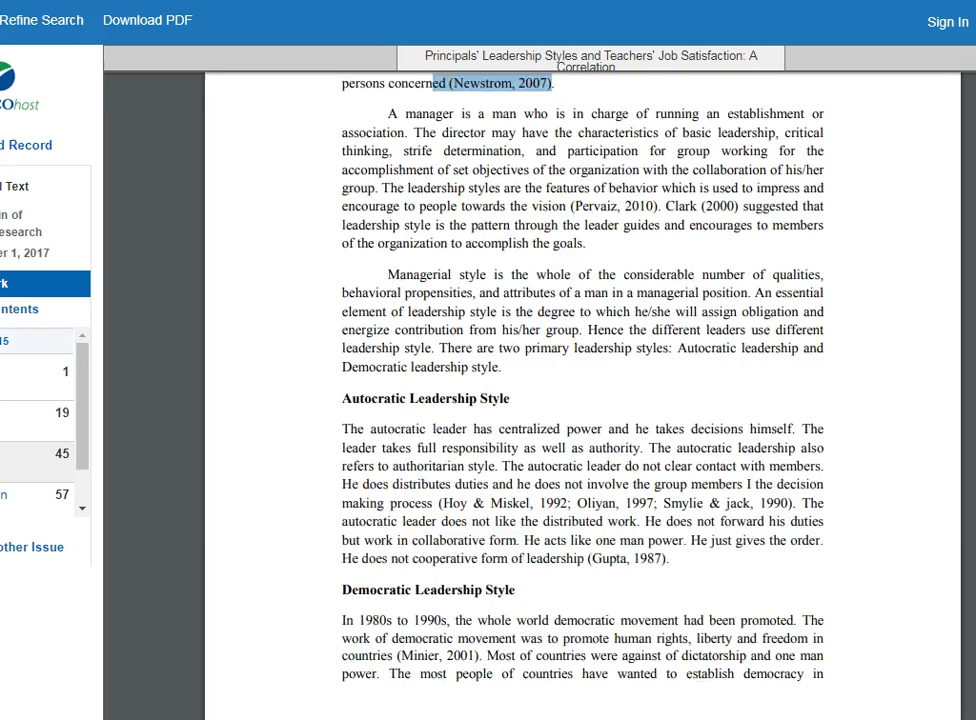 Refine Search
Download PDF
Sign In
Principals' Leadership Styles and Teachers' Job Satisfaction: A
Correlation
COhost
d Record
l Text
in of
esearch
er 1, 2017
rk
ntents
15
1
19
45
n
57
other Issue
persons concerned (Newstrom, 2007).
A manager is a man who is in charge of running an establishment or
association. The director may have the characteristics of basic leadership, critical
thinking, strife determination, and participation for group working for the
accomplishment of set objectives of the organization with the collaboration of his/her
group. The leadership styles are the features of behavior which is used to impress and
encourage to people towards the vision (Pervaiz, 2010). Clark (2000) suggested that
leadership style is the pattern through the leader guides and encourages to members
of the organization to accomplish the goals.
Managerial style is the whole of the considerable number of qualities,
behavioral propensities, and attributes of a man in a managerial position. An essential
element of leadership style is the degree to which he/she will assign obligation and
energize contribution from his/her group. Hence the different leaders use different
leadership style. There are two primary leadership styles: Autocratic leadership and
Democratic leadership style.
Autocratic Leadership Style
The autocratic leader has centralized power and he takes decisions himself. The
leader takes full responsibility as well as authority. The autocratic leadership also
refers to authoritarian style. The autocratic leader do not clear contact with members.
He does distributes duties and he does not involve the group members I the decision
making process (Hoy & Miskel, 1992; Oliyan, 1997; Smylie & jack, 1990). The
autocratic leader does not like the distributed work. He does not forward his duties
but work in collaborative form. He acts like one man power. He just gives the order.
He does not cooperative form of leadership (Gupta, 1987).
Democratic Leadership Style
In 1980s to 1990s, the whole world democratic movement had been promoted. The
work of democratic movement was to promote human rights, liberty and freedom in
countries (Minier, 2001). Most of countries were against of dictatorship and one man
power. The most people of countries have wanted to establish democracy in